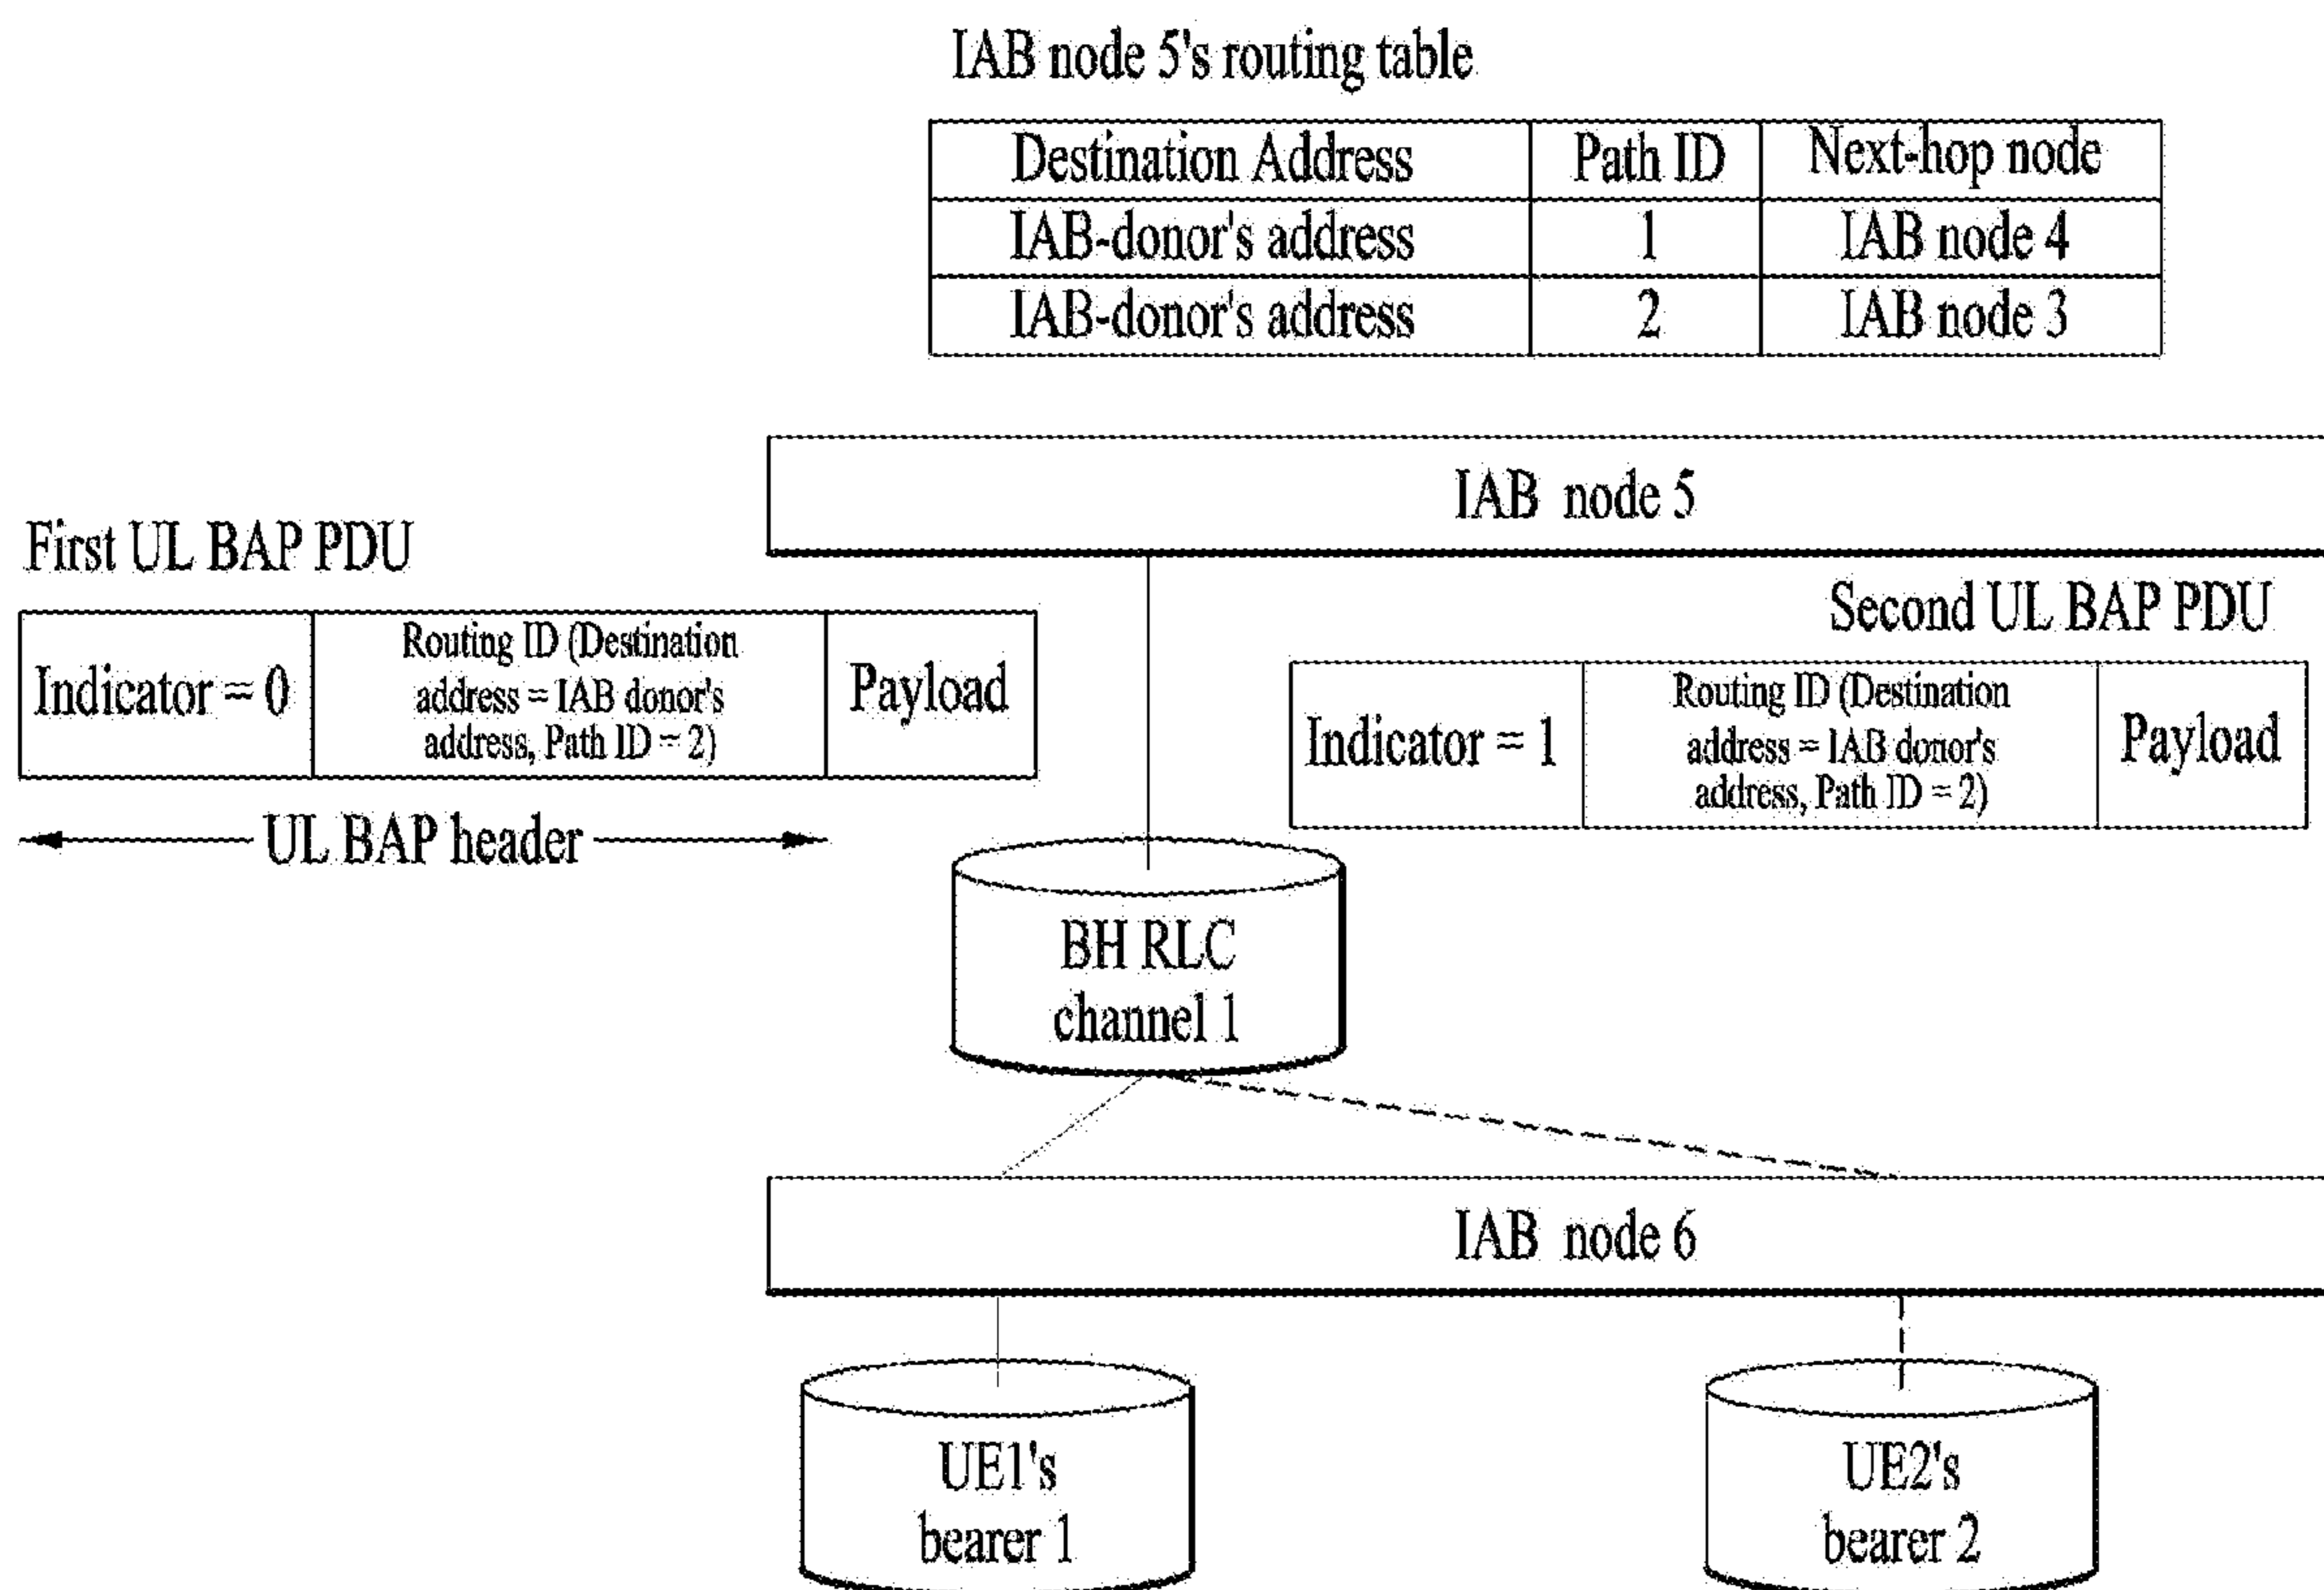 IAB node 5's routing table
Destination Address Path ID Next-hop node
IAB-donor's address 1 IAB node 4
IAB-donor's address 2 IAB node 3
IAB node 5
First UL BAP PDU
Indicator = 0
Routing ID (Destination
address = IAB donor's
address, Path ID = 2)
Payload
UL BAP header
Second UL BAP PDU
Indicator = 1
Routing ID (Destination
address = IAB donor's
address, Path ID = 2)
Payload
BH RLC
channel 1
IAB node 6
UE1's
bearer 1
UE2's
bearer 2